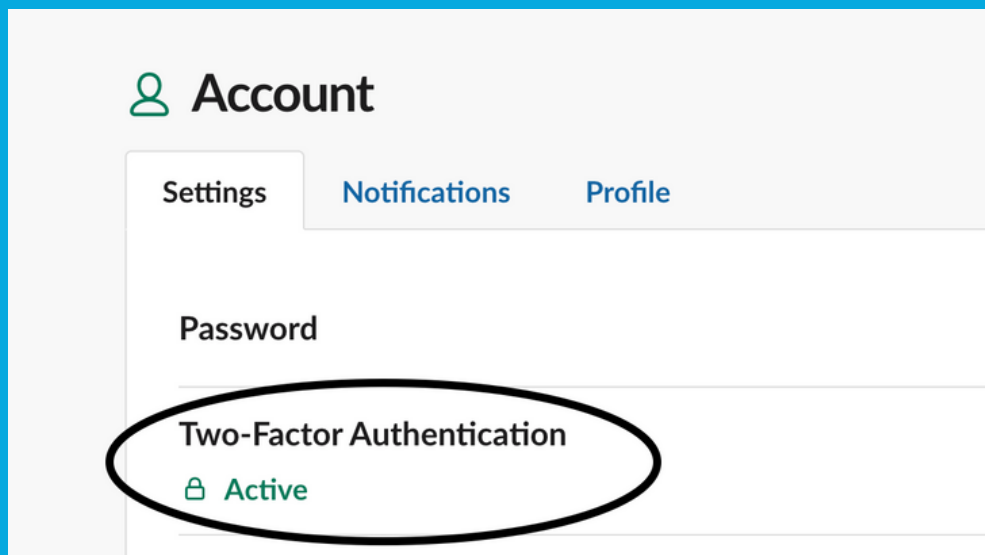 Account
Settings Notifications Profile
Password
Two-Factor Authentication
Active